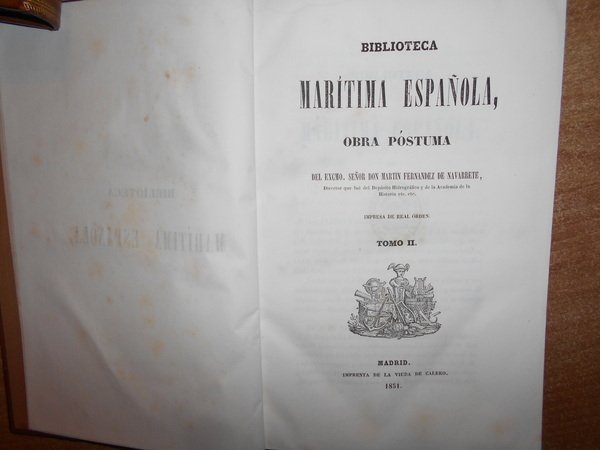 BIBLIOTECA
MARÍTIMA ESPAÑOLA,
OBRA PÓSTUMA
DEL EXCMO. SEÑOR DON MARTIN FERNANDEZ DE NAVARRETE,
Director que fué del Depósito Hidrográfico y de la Academia de la
Historia etc. etc.
IMPRESA DE REAL ÓRDEN.
TOMO II.
MADRID.
IMPRENTA DE LA VIUDA DE CALERO.
1851.